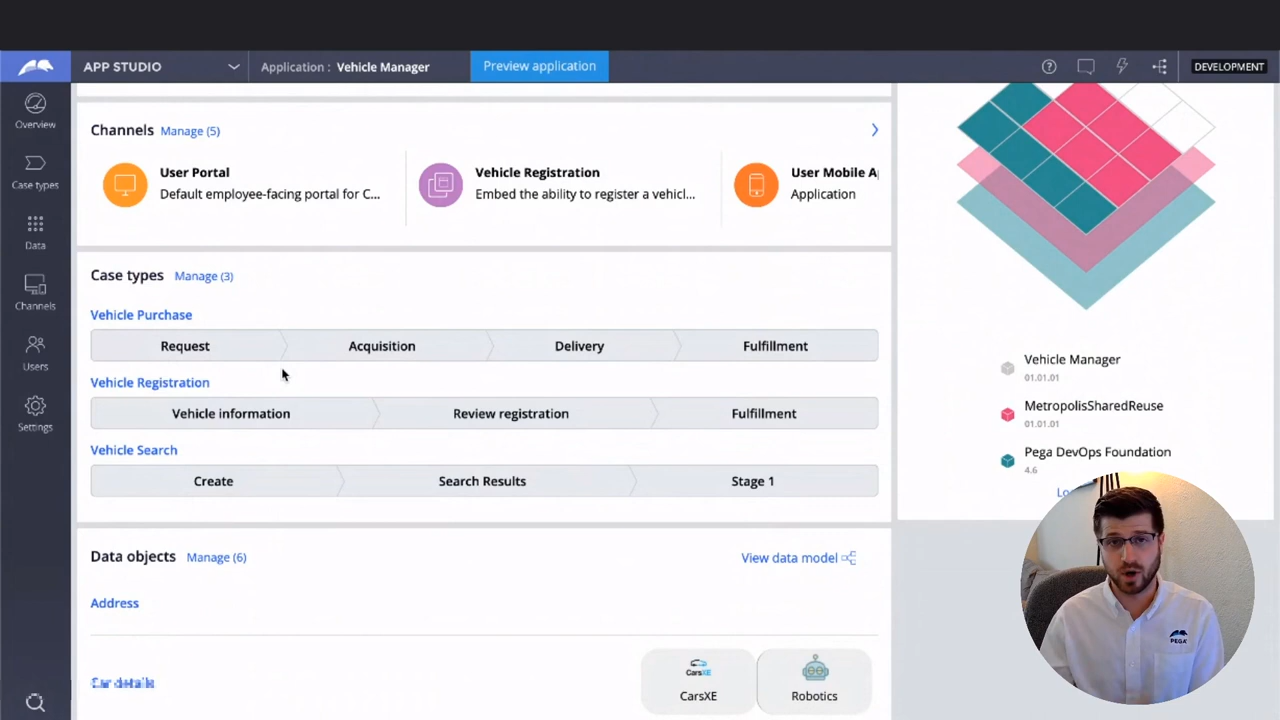 APP STUDIO
Application : Vehicle Manager
Preview application
DEVELOPMENT
Overview
Case types
Data
Channels
Users
Settings
Channels Manage (5)
User Portal
Default employee-facing portal for C...
Vehicle Registration
Embed the ability to register a vehicl...
User Mobile A
Application
Case types Manage (3)
Vehicle Purchase
Request Acquisition Delivery Fulfillment
Vehicle Registration
Vehicle information Review registration Fulfillment
Vehicle Search
Create Search Results Stage 1
Data objects Manage (6)
View data model
Address
Car details
CarsXE
CarsXE
Robotics
Vehicle Manager
01.01.01
MetropolisSharedReuse
01.01.01
Pega DevOps Foundation
4.6
PEGA